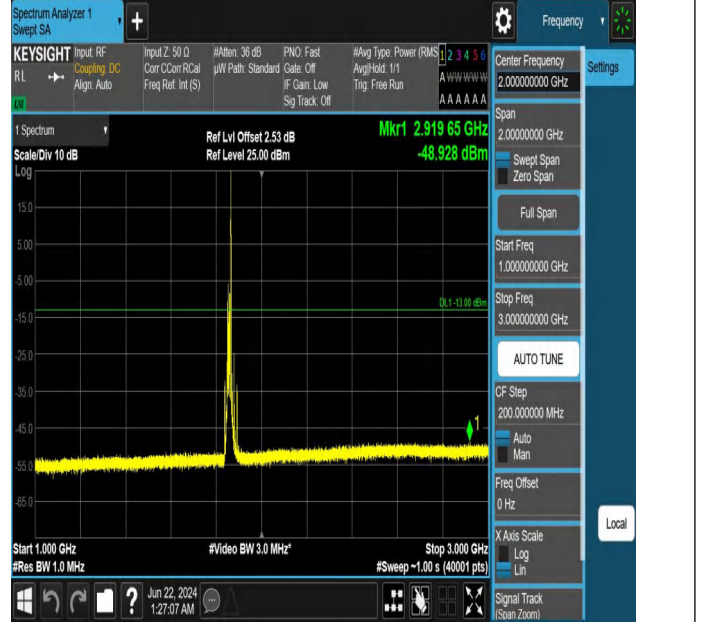 Spectrum Analyzer 1
Swept SA
+
Frequency
KEYSIGHT
RL
LXI
Input: RF
Coupling: DC
Align: Auto
Input Z: 50 Ω
Corr CCorr RCal
Freq Ref: Int (S)
#Atten: 36 dB
µW Path: Standard
PNO: Fast
Gate: Off
IF Gain: Low
Sig Track: Off
#Avg Type: Power (RMS
Avg|Hold: 1/1
Trig: Free Run
1 2 3 4 5 6
A W W W W W
A A A A A A
Center Frequency
2.000000000 GHz
Settings
Span
2.00000000 GHz
Swept Span
Zero Span
Full Span
Start Freq
1.000000000 GHz
Stop Freq
3.000000000 GHz
AUTO TUNE
CF Step
200.000000 MHz
Auto
Man
Freq Offset
0 Hz
X Axis Scale
Log
Lin
Signal Track
(Span Zoom)
Local
1 Spectrum
Scale/Div 10 dB
Log
Ref Lvl Offset 2.53 dB
Ref Level 25.00 dBm
Mkr1 2.919 65 GHz
-48.928 dBm
15.0
5.00
-5.00
-15.0
-25.0
-35.0
-45.0
-55.0
-65.0
DL1 -13.00 dBm
1
Start 1.000 GHz
#Res BW 1.0 MHz
#Video BW 3.0 MHz*
Stop 3.000 GHz
#Sweep ~1.00 s (40001 pts)
?
Jun 22, 2024
1:27:07 AM